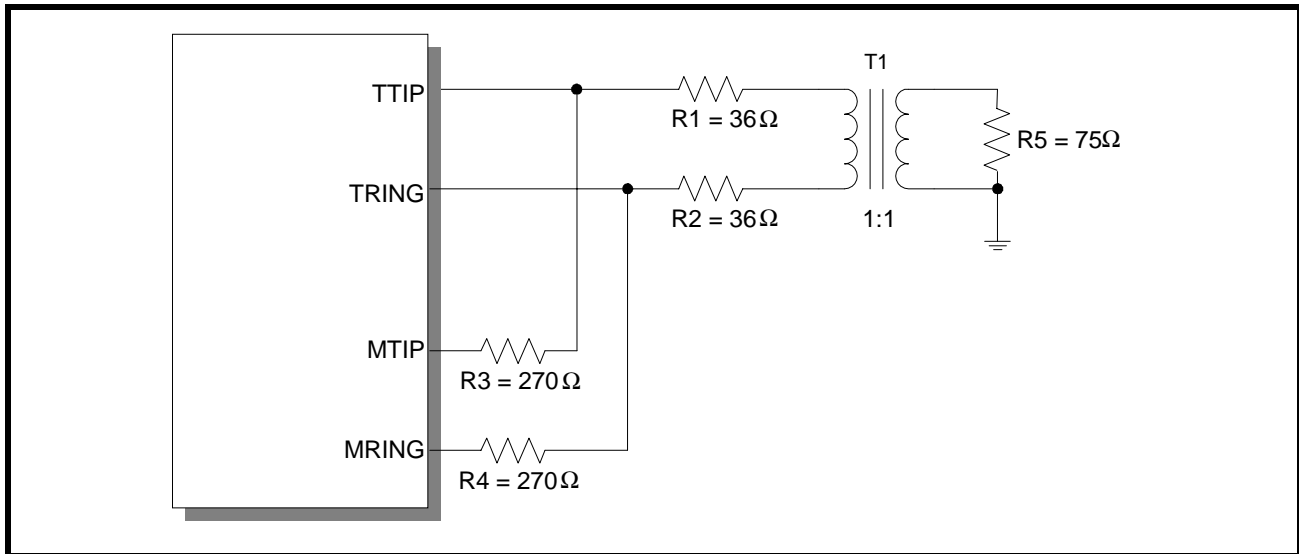 T1
TTIP
R1 = 36Ω
R5 = 75Ω
TRING
R2 = 36Ω
1:1
MTIP
R3 = 270Ω
MRING
R4 = 270Ω